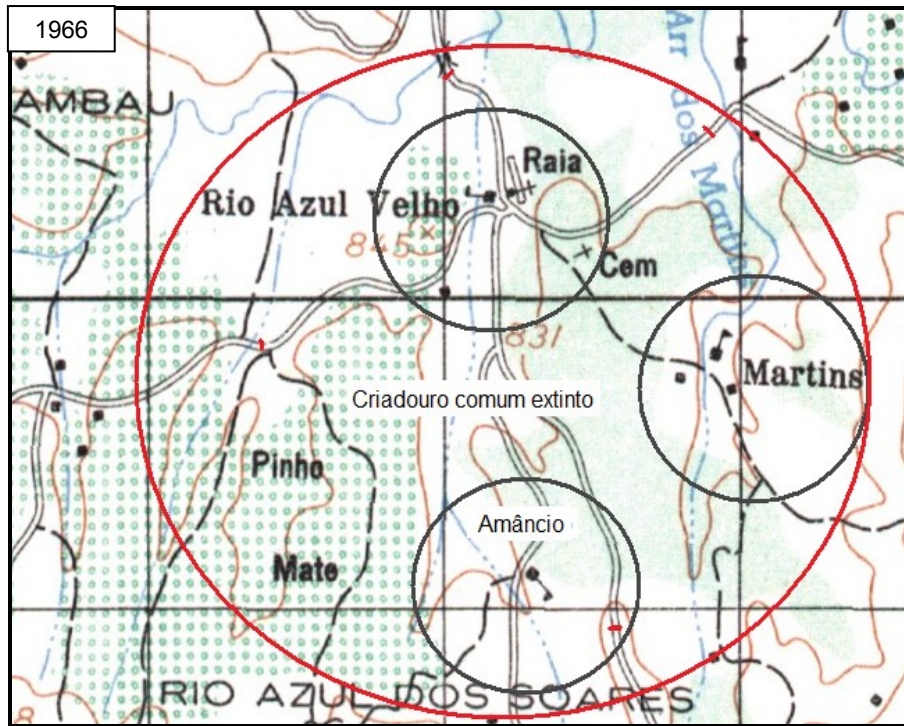 1966
AMBAU
Arr dos Martin
Raia
Rio Azul Velho
845
Cem
831
Martins
Criadouro comum extinto
Pinho
Amâncio
Mate
RIO AZUL DOS SOARES